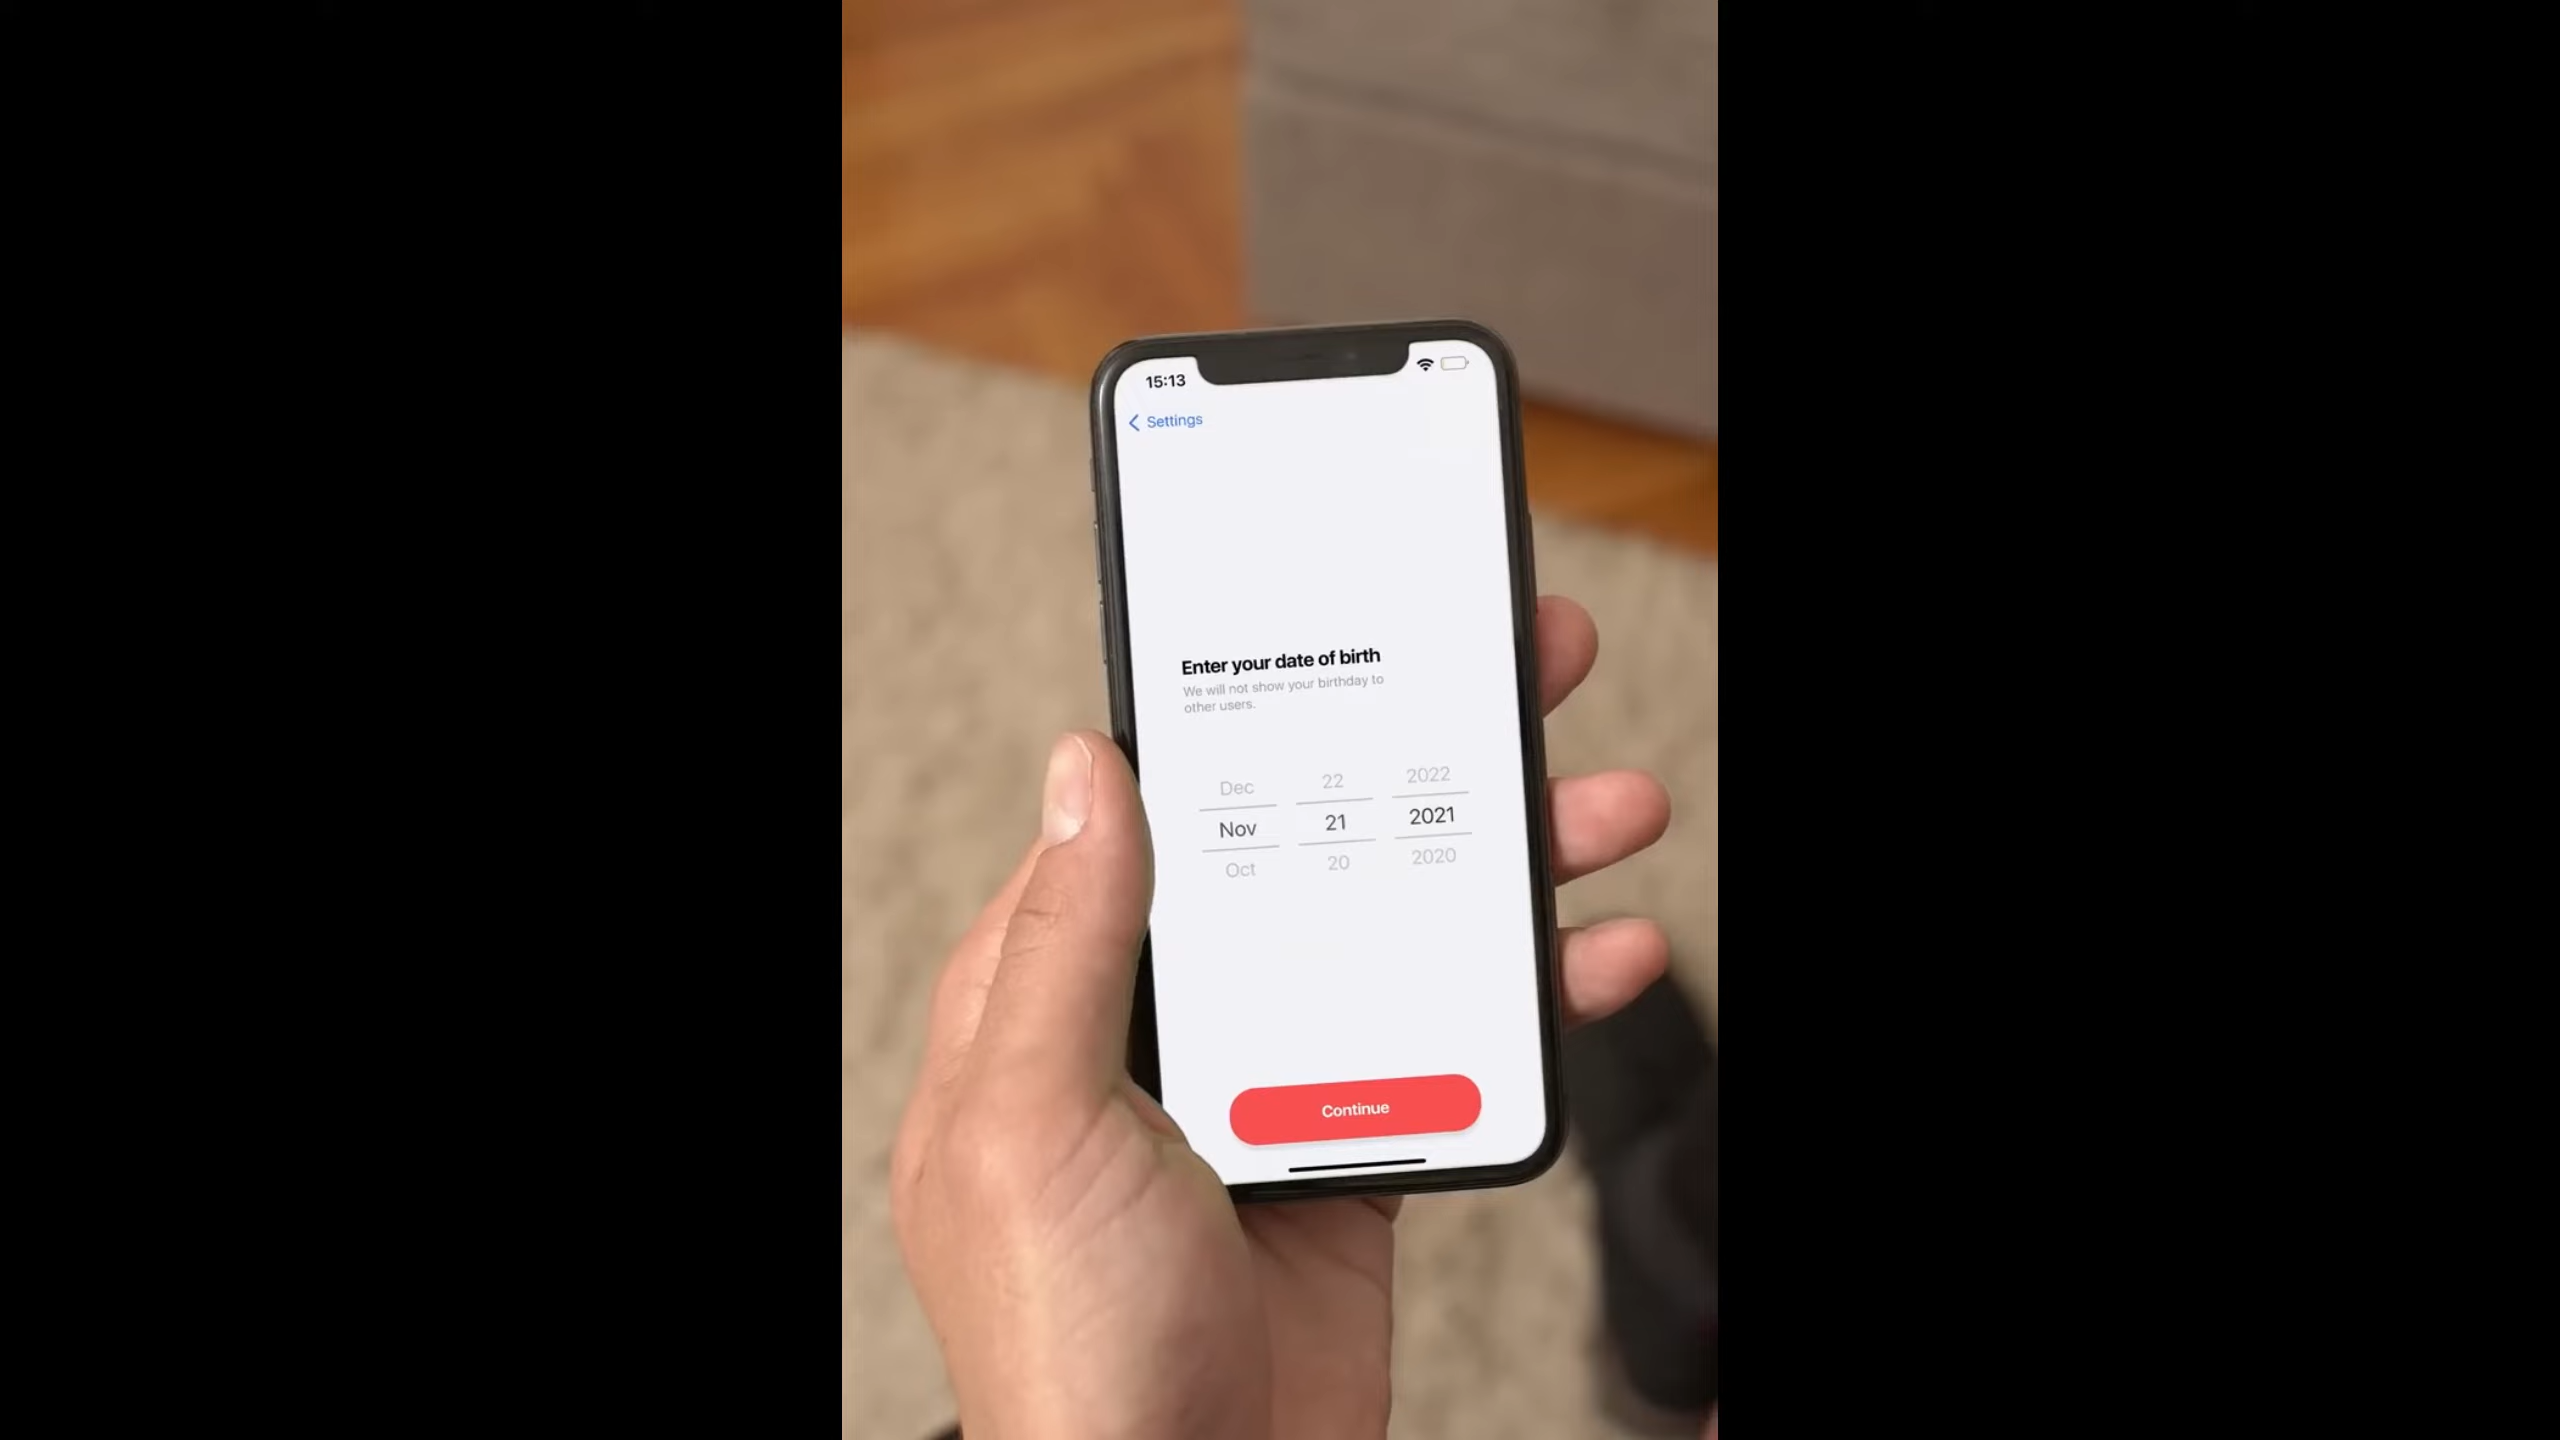 15:13
Settings
Enter your date of birth
We will not show your birthday to
other users.
Dec 22 2022
Nov 21 2021
Oct 20 2020
Continue